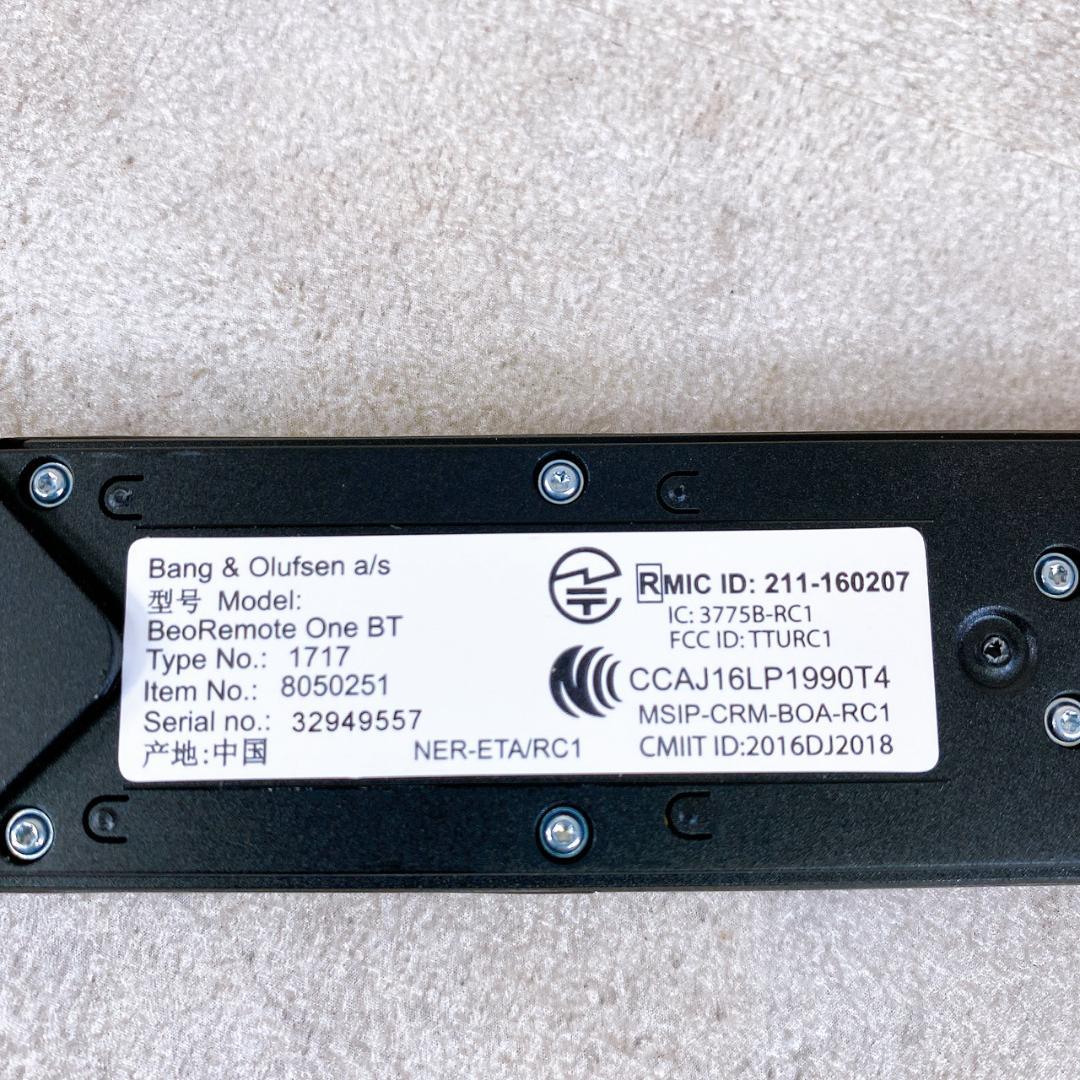 Bang & Olufsen a/s
型号 Model:
BeoRemote One BT
Type No.: 1717
Item No.: 8050251
Serial no.: 32949557
产地:中国
NER-ETA/RC1
R MIC ID: 211-160207
IC: 3775B-RC1
FCC ID: TTURC1
CCAJ16LP1990T4
MSIP-CRM-BOA-RC1
CMIIT ID:2016DJ2018